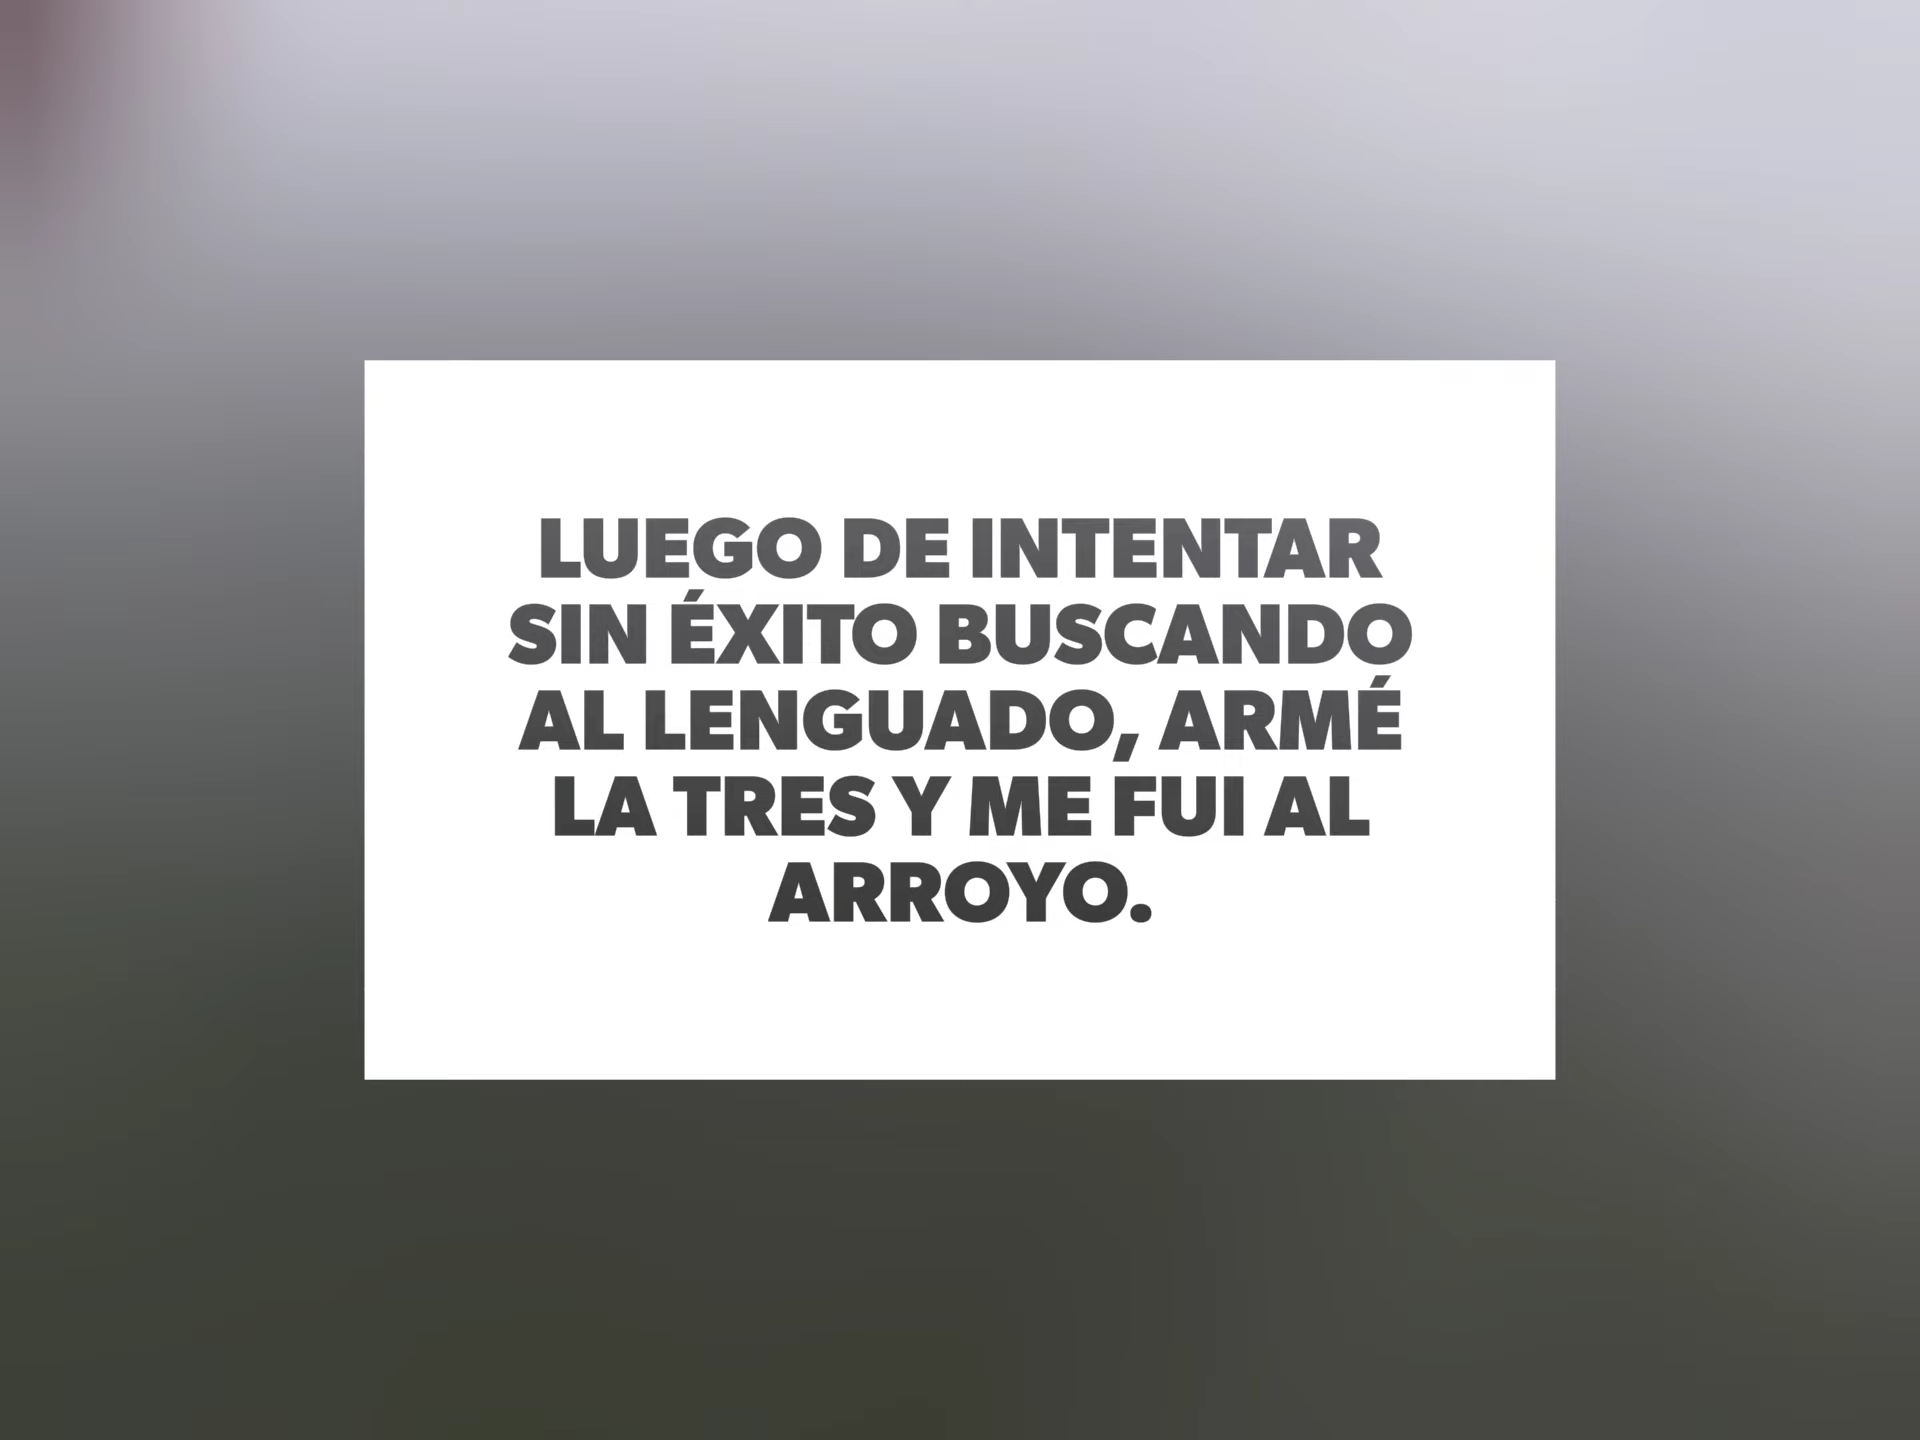 LUEGO DE INTENTAR
SIN ÉXITO BUSCANDO
AL LENGUADO, ARMÉ
LA TRES Y ME FUI AL
ARROYO.